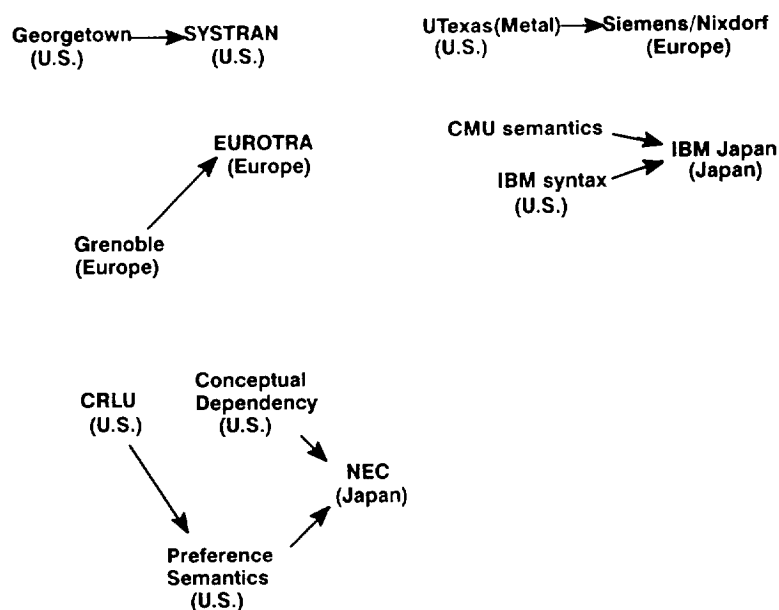 Georgetown
(U.S.)
SYSTRAN
(U.S.)
UTexas(Metal)
(U.S.)
Siemens/Nixdorf
(Europe)
EUROTRA
(Europe)
Grenoble
(Europe)
CMU semantics
IBM syntax
(U.S.)
IBM Japan
(Japan)
CRLU
(U.S.)
Conceptual
Dependency
(U.S.)
NEC
(Japan)
Preference
Semantics
(U.S.)